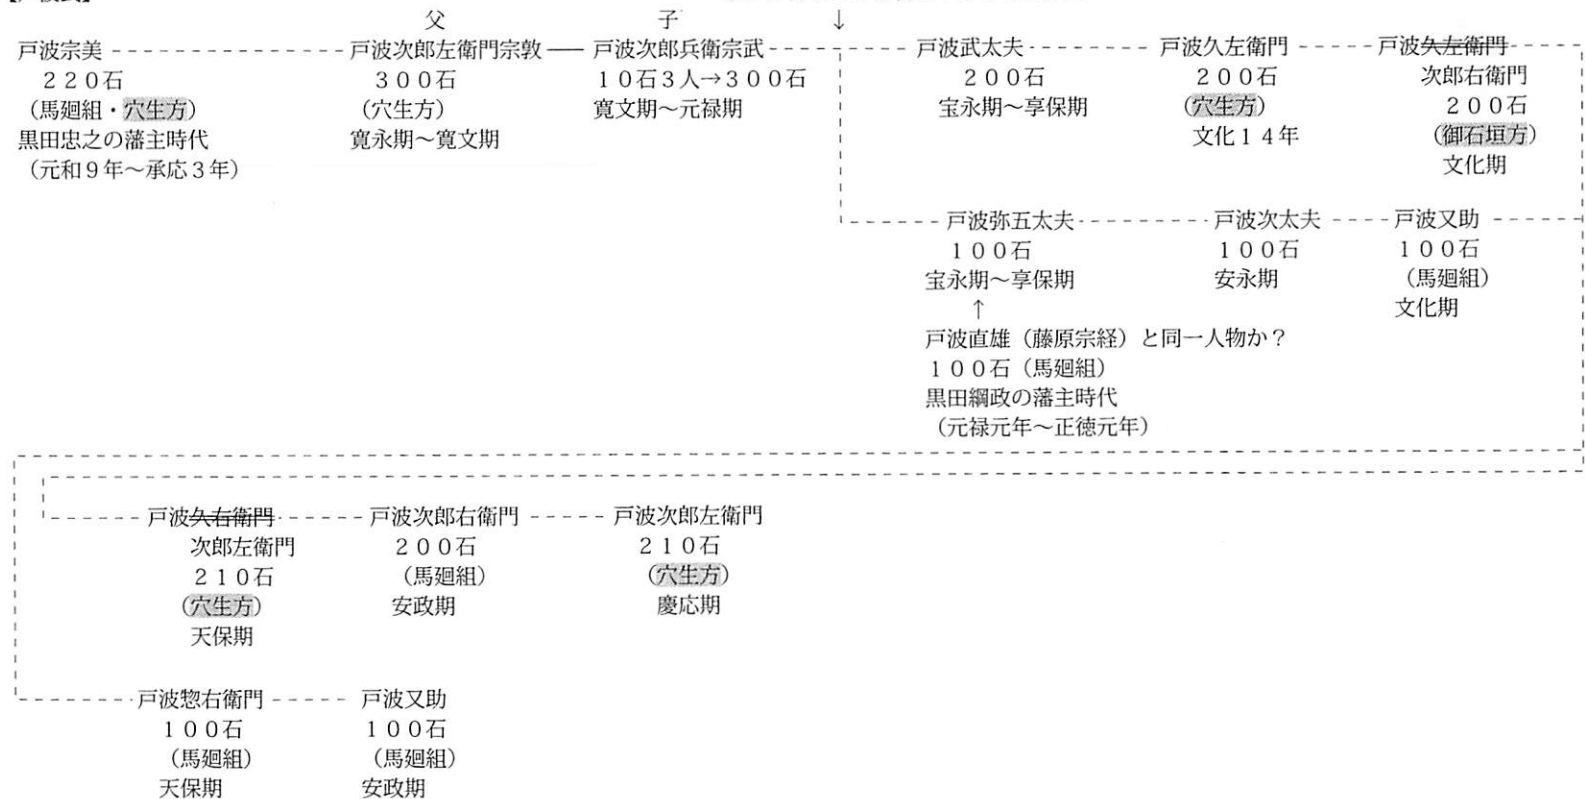 父　子　↓
戸波宗美 戸波次郎左衛門宗敦 戸波次郎兵衛宗武 戸波武太夫 戸波久左衛門 戸波久左衛門
２２０石 ３００石 １０石３人→３００石 ２００石 ２００石 次郎右衛門
（馬廻組・穴生方） （穴生方） 寛文期～元禄期 宝永期～享保期 （穴生方） ２００石
黒田忠之の藩主時代 寛永期～寛文期 文化１４年 （御石垣方）
（元和９年～承応３年） 文化期
戸波弥五太夫 戸波次太夫 戸波又助
１００石 １００石 １００石
宝永期～享保期 安永期 （馬廻組）
↑ 文化期
戸波直雄（藤原宗経）と同一人物か？
１００石（馬廻組）
黒田綱政の藩主時代
（元禄元年～正徳元年）
戸波久右衛門 戸波次郎右衛門 戸波次郎左衛門
次郎左衛門 ２００石 ２１０石
２１０石 （馬廻組） （穴生方）
（穴生方） 安政期 慶応期
天保期
戸波惣右衛門 戸波又助
１００石 １００石
（馬廻組） （馬廻組）
天保期 安政期